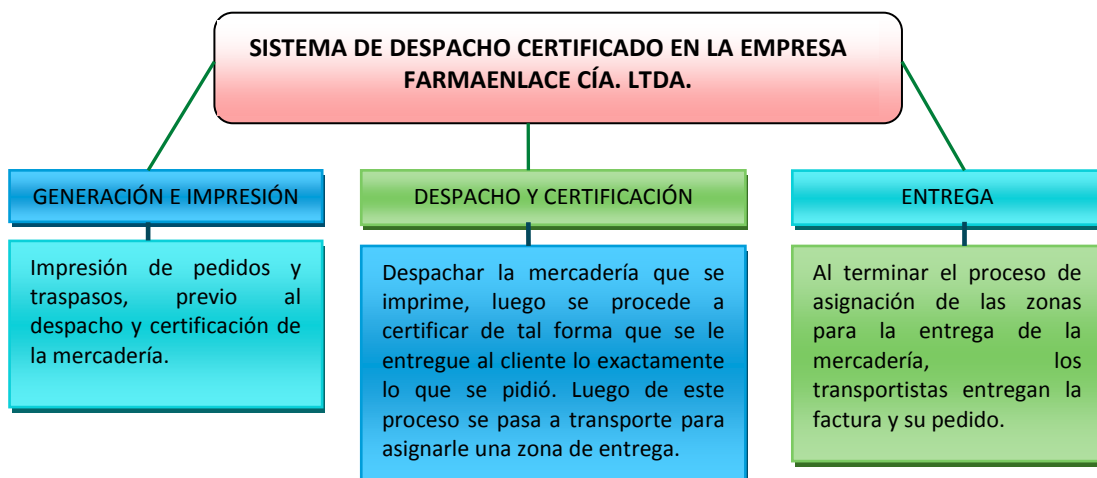 SISTEMA DE DESPACHO CERTIFICADO EN LA EMPRESA
FARMAENLACE CÍA. LTDA.
GENERACIÓN E IMPRESIÓN
Impresión de pedidos y
traspasos, previo al
despacho y certificación de
la mercadería.
DESPACHO Y CERTIFICACIÓN
Despachar la mercadería que se
imprime, luego se procede a
certificar de tal forma que se le
entregue al cliente lo exactamente
lo que se pidió. Luego de este
proceso se pasa a transporte para
asignarle una zona de entrega.
ENTREGA
Al terminar el proceso de
asignación de las zonas
para la entrega de la
mercadería, los
transportistas entregan la
factura y su pedido.